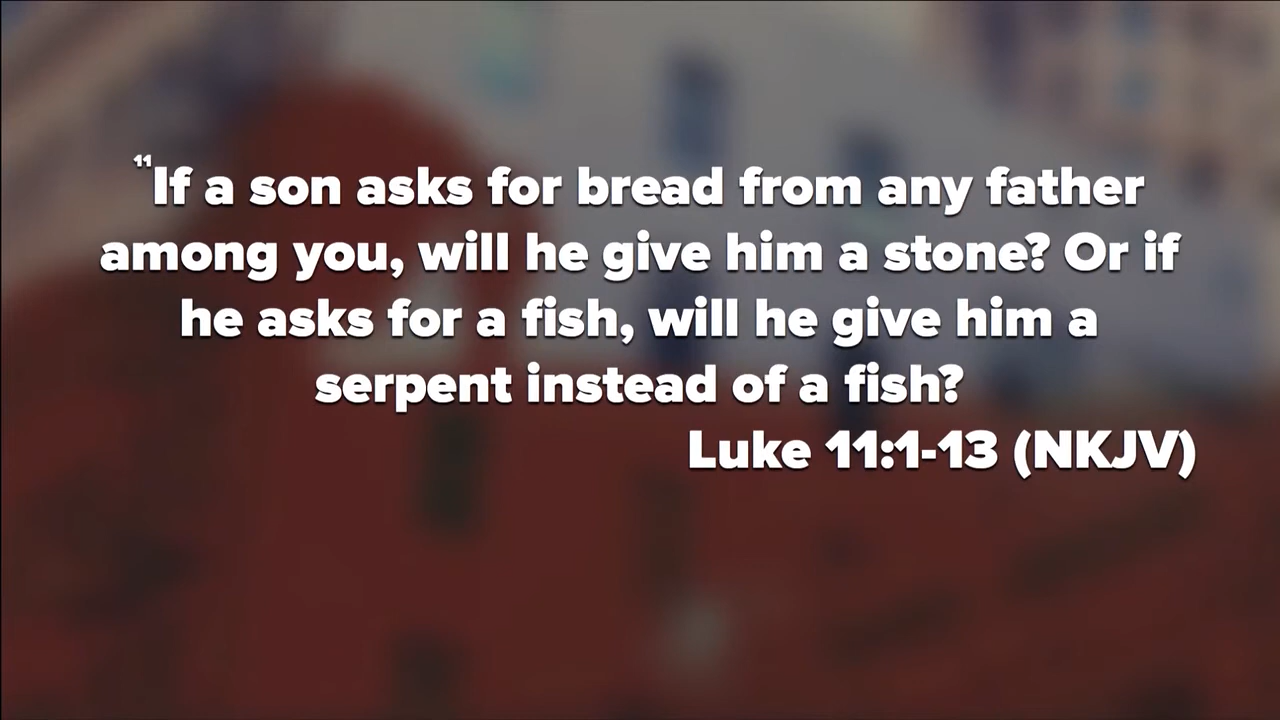 ¹¹If a son asks for bread from any father
among you, will he give him a stone? Or if
he asks for a fish, will he give him a
serpent instead of a fish?
Luke 11:1-13 (NKJV)